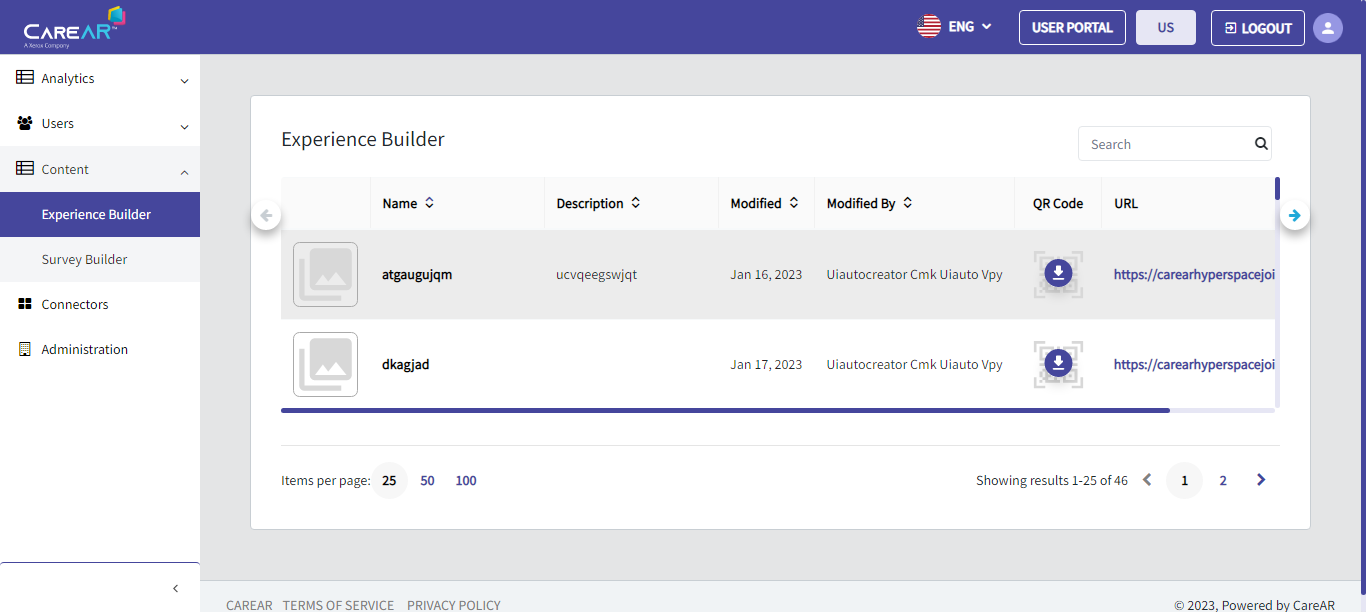 CAREAR™
A Xerox Company
ENG
USER PORTAL
US
LOGOUT
Analytics
Users
Content
Experience Builder
Survey Builder
Connectors
Administration
Experience Builder
Search
Name Description Modified Modified By QR Code URL
atgaugujqm ucvqeegswjqt Jan 16, 2023 Uiautocreator Cmk Uiauto Vpy https://carearhyperspacejoi
dkagjad Jan 17, 2023 Uiautocreator Cmk Uiauto Vpy https://carearhyperspacejoi
Items per page: 25 50 100
Showing results 1-25 of 46 1 2
CAREAR TERMS OF SERVICE PRIVACY POLICY
© 2023, Powered by CareAR